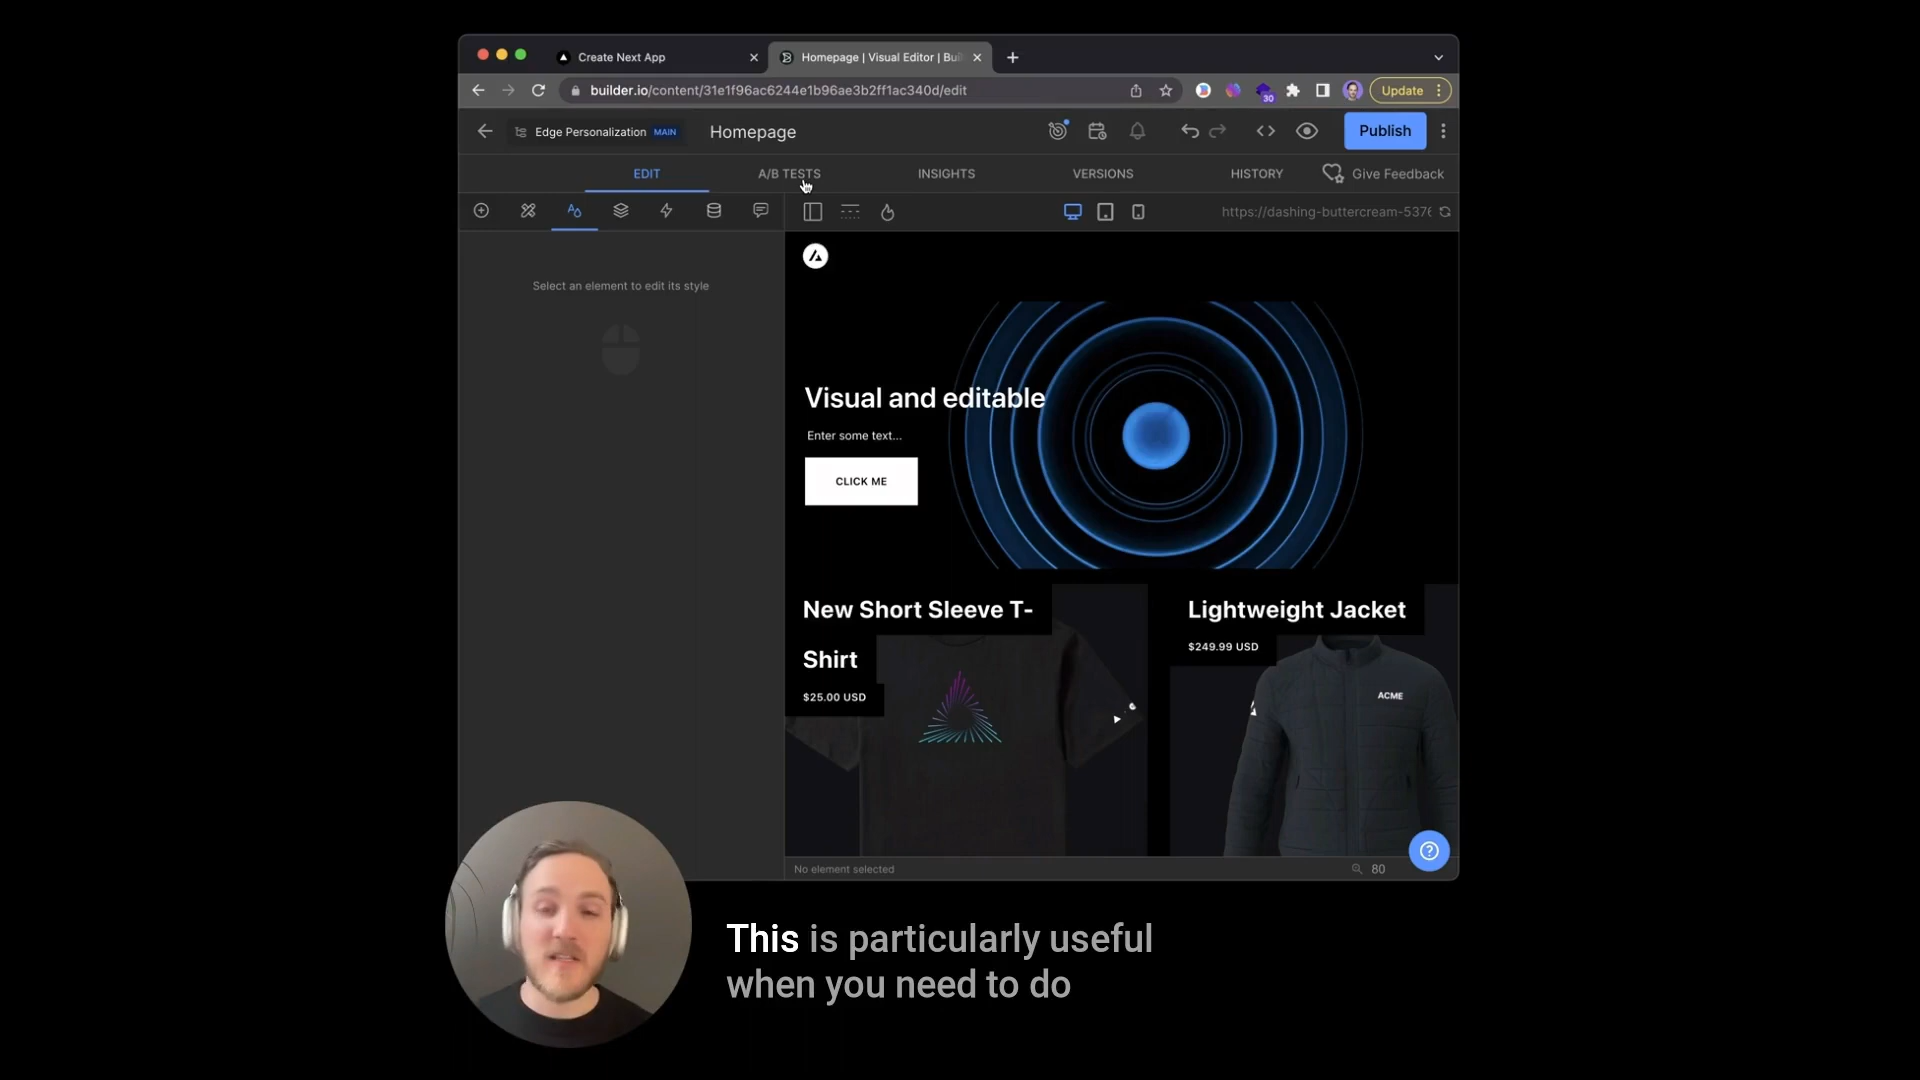 Create Next App
Homepage | Visual Editor | Bui
builder.io/content/31e1f96ac6244e1b96ae3b2ff1ac340d/edit
30
Update
Edge Personalization MAIN
Homepage
Publish
EDIT
A/B TESTS
INSIGHTS
VERSIONS
HISTORY
Give Feedback
https://dashing-buttercream-5376
Select an element to edit its style
Visual and editable
Enter some text...
CLICK ME
New Short Sleeve T-
Shirt
$25.00 USD
Lightweight Jacket
$249.99 USD
ACME
No element selected
80
This is particularly useful
when you need to do